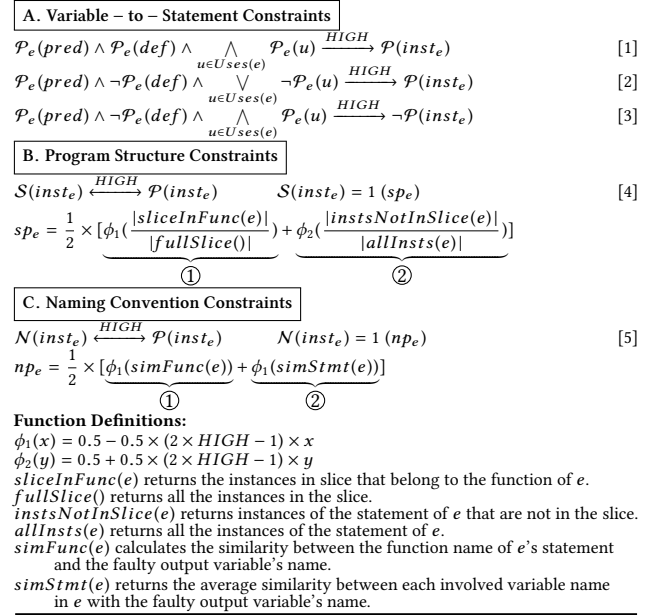 A. Variable – to – Statement Constraints
𝒫e(pred) ∧ 𝒫e(def) ∧ ⋀u∈Uses(e) 𝒫e(u) —HIGH→ 𝒫(inste) [1]
𝒫e(pred) ∧ ¬𝒫e(def) ∧ ⋁u∈Uses(e) ¬𝒫e(u) —HIGH→ 𝒫(inste) [2]
𝒫e(pred) ∧ ¬𝒫e(def) ∧ ⋀u∈Uses(e) 𝒫e(u) —HIGH→ ¬𝒫(inste) [3]
B. Program Structure Constraints
𝒮(inste) ←HIGH→ 𝒫(inste) 𝒮(inste) = 1 (spe) [4]
spe = 1/2 × [ϕ1(|sliceInFunc(e)|/|fullSlice()|) + ϕ2(|instsNotInSlice(e)|/|allInsts(e)|)]
① ②
C. Naming Convention Constraints
𝒩(inste) ←HIGH→ 𝒫(inste) 𝒩(inste) = 1 (npe) [5]
npe = 1/2 × [ϕ1(simFunc(e)) + ϕ1(simStmt(e))]
① ②
Function Definitions:
ϕ1(x) = 0.5 − 0.5 × (2 × HIGH − 1) × x
ϕ2(y) = 0.5 + 0.5 × (2 × HIGH − 1) × y
sliceInFunc(e) returns the instances in slice that belong to the function of e.
fullSlice() returns all the instances in the slice.
instsNotInSlice(e) returns instances of the statement of e that are not in the slice.
allInsts(e) returns all the instances of the statement of e.
simFunc(e) calculates the similarity between the function name of e's statement
and the faulty output variable's name.
simStmt(e) returns the average similarity between each involved variable name
in e with the faulty output variable's name.